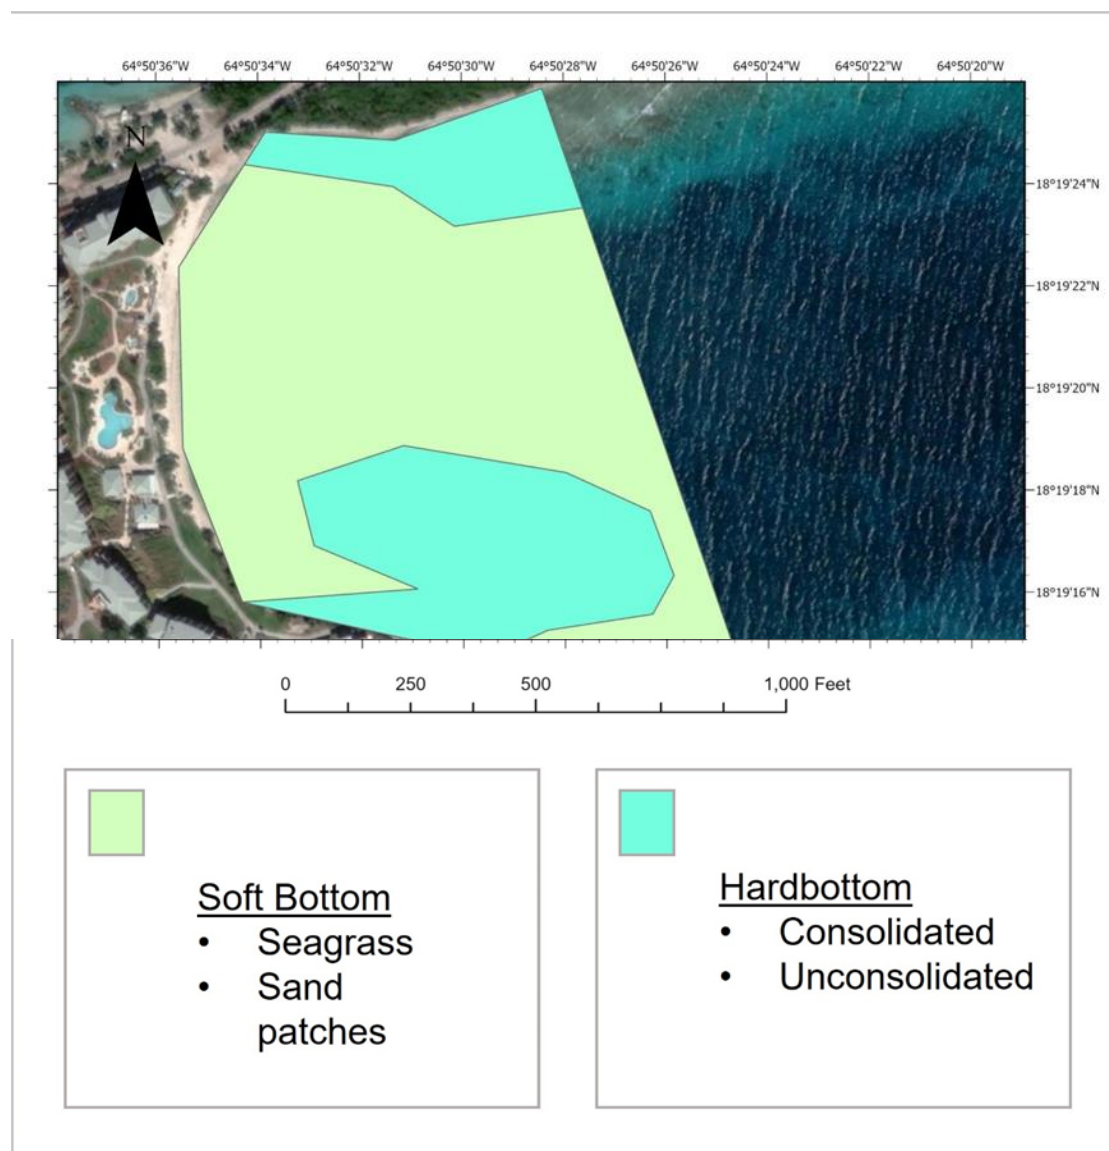 64°50'36"W 64°50'34"W 64°50'32"W 64°50'30"W 64°50'28"W 64°50'26"W 64°50'24"W 64°50'22"W 64°50'20"W
N
18°19'24"N
18°19'22"N
18°19'20"N
18°19'18"N
18°19'16"N
0 250 500 1,000 Feet
Soft Bottom
• Seagrass
• Sand
patches
Hardbottom
• Consolidated
• Unconsolidated